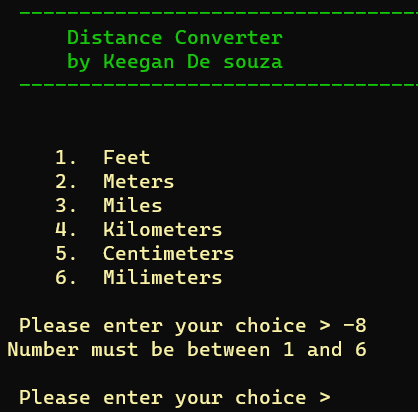 Distance Converter
by Keegan De souza
1. Feet
2. Meters
3. Miles
4. Kilometers
5. Centimeters
6. Milimeters
Please enter your choice > -8
Number must be between 1 and 6
Please enter your choice >